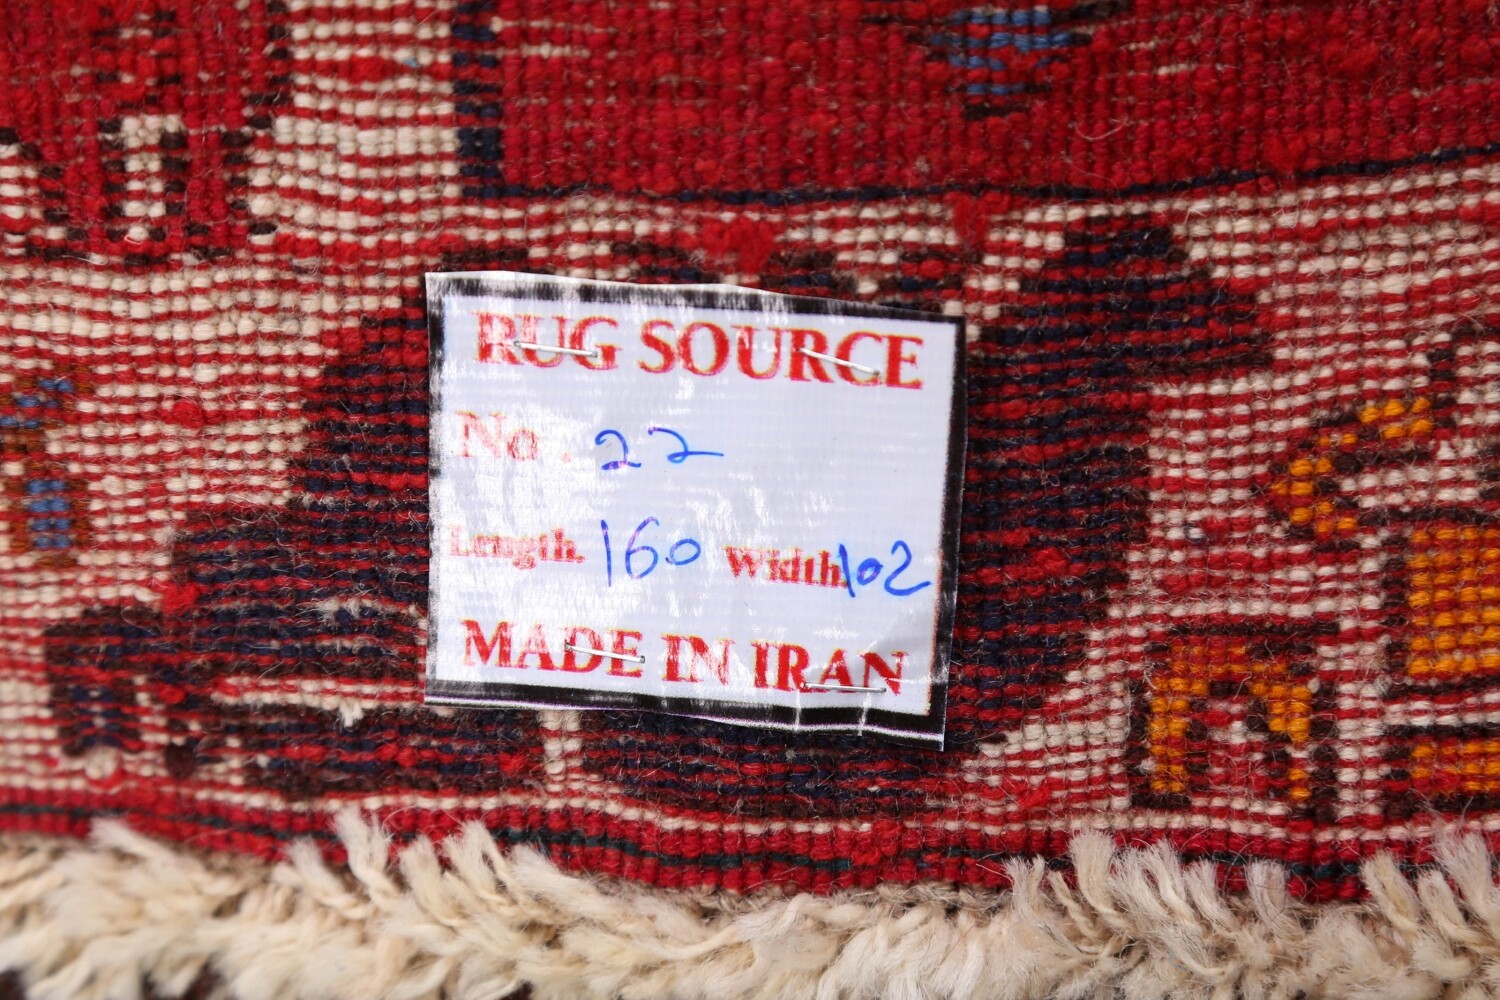 RUG SOURCE
No. 22
Length. 160 Width. 102
MADE IN IRAN